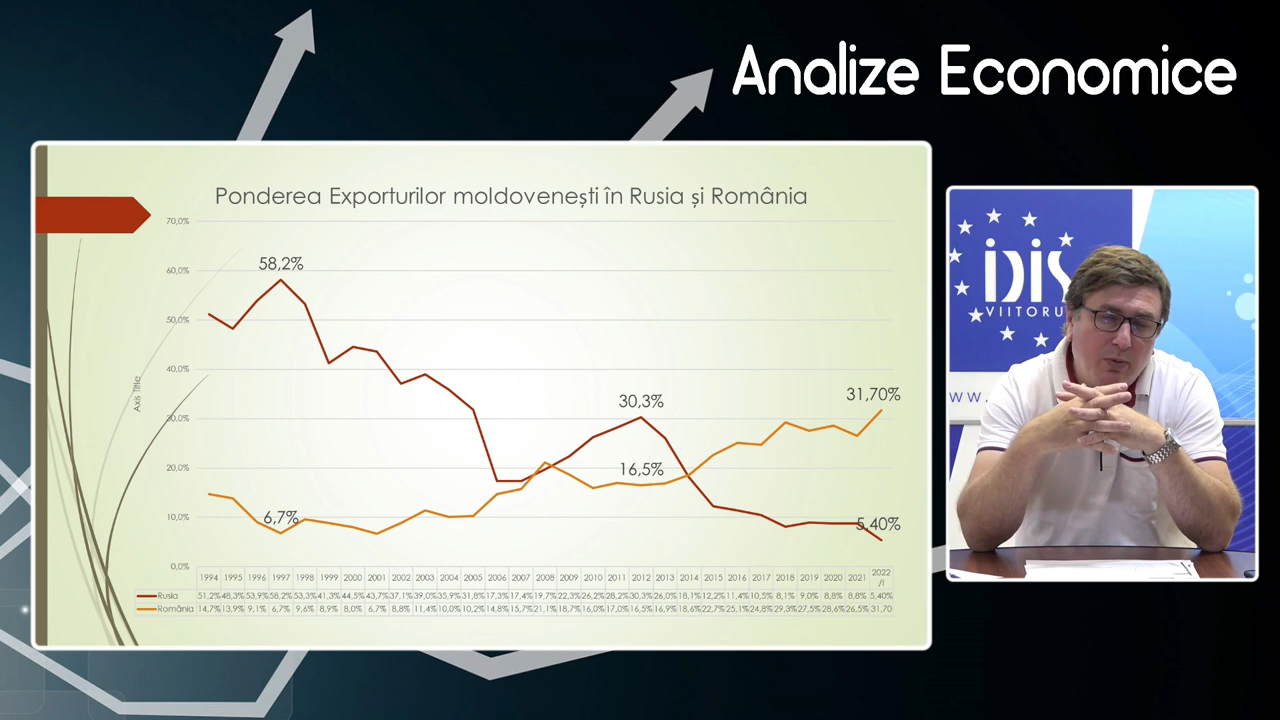 Analize Economice
Ponderea Exporturilor moldovenești în Rusia și România
70,0%
60,0%
50,0%
40,0%
30,0%
20,0%
10,0%
0,0%
Axis Title
58,2%
6,7%
30,3%
16,5%
31,70%
5,40%
1994 1995 1996 1997 1998 1999 2000 2001 2002 2003 2004 2005 2006 2007 2008 2009 2010 2011 2012 2013 2014 2015 2016 2017 2018 2019 2020 2021 2022 /I
Rusia 51,2% 48,3% 53,9% 58,2% 53,3% 41,3% 44,5% 43,7% 37,1% 39,0% 35,9% 31,8% 17,3% 17,4% 19,7% 22,3% 26,2% 28,2% 30,3% 26,0% 18,1% 12,2% 11,4% 10,5% 8,1% 9,0% 8,8% 8,8% 5,40%
România 14,7% 13,9% 9,1% 6,7% 9,6% 8,9% 8,0% 6,7% 8,8% 11,4% 10,0% 10,2% 14,8% 15,7% 21,1% 18,7% 16,0% 17,0% 16,5% 16,9% 18,6% 22,7% 25,1% 24,8% 29,3% 27,5% 28,6% 26,5% 31,70
IDIS
VIITORU
WW.